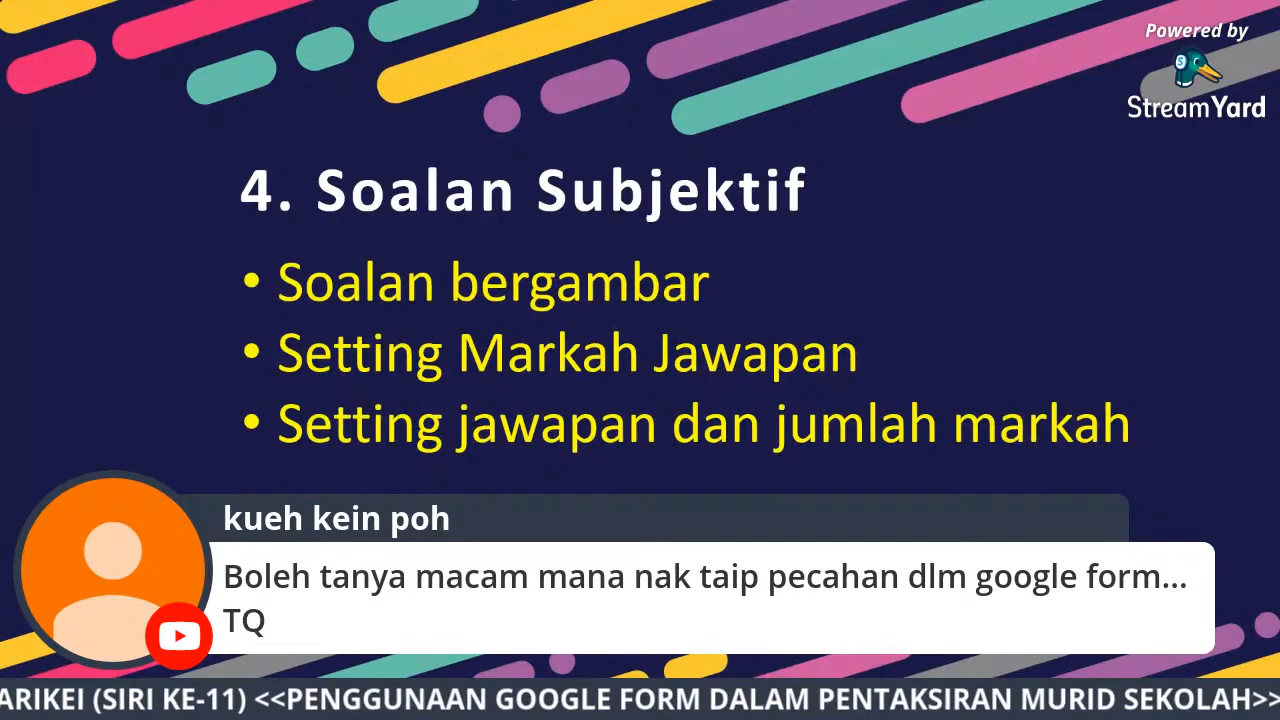 Powered by
StreamYard
4. Soalan Subjektif
• Soalan bergambar
• Setting Markah Jawapan
• Setting jawapan dan jumlah markah
kueh kein poh
Boleh tanya macam mana nak taip pecahan dlm google form...
TQ
ARIKEI (SIRI KE-11) <<PENGGUNAAN GOOGLE FORM DALAM PENTAKSIRAN MURID SEKOLAH>>